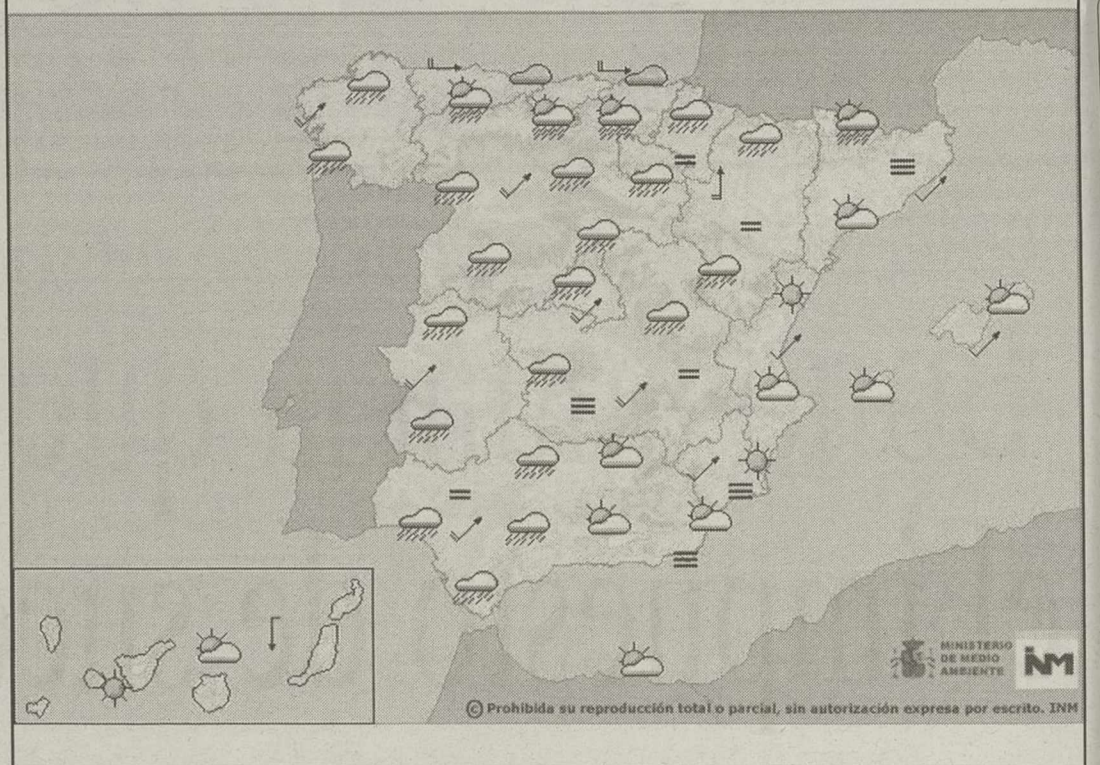 MINISTERIO
DE MEDIO
AMBIENTE
INM
© Prohibida su reproducción total o parcial, sin autorización expresa por escrito. INM